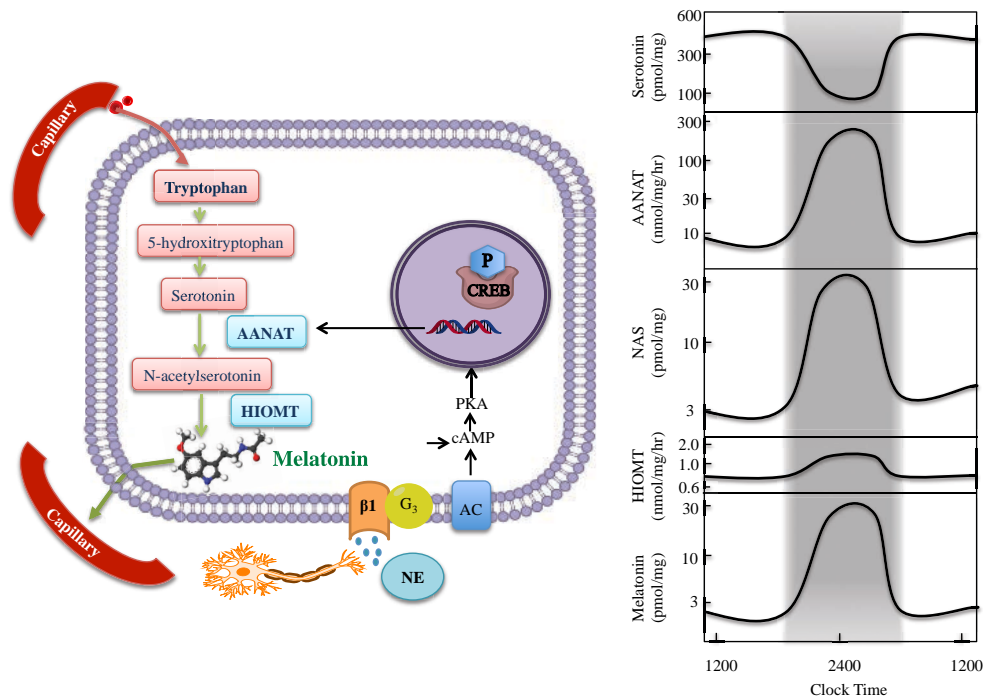 Capillary
Tryptophan
5-hydroxitryptophan
Serotonin
AANAT
N-acetylserotonin
HIOMT
Melatonin
Capillary
P
CREB
PKA
cAMP
β1
G3
AC
NE
Serotonin
(pmol/mg)
600
300
100
AANAT
(nmol/mg/hr)
300
100
30
10
NAS
(pmol/mg)
30
10
3
HIOMT
(nmol/mg/hr)
2.0
1.0
0.6
Melatonin
(pmol/mg)
30
10
3
1200 2400 1200
Clock Time